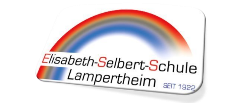 Elisabeth-Selbert-Schule
Lampertheim
SEIT 1922